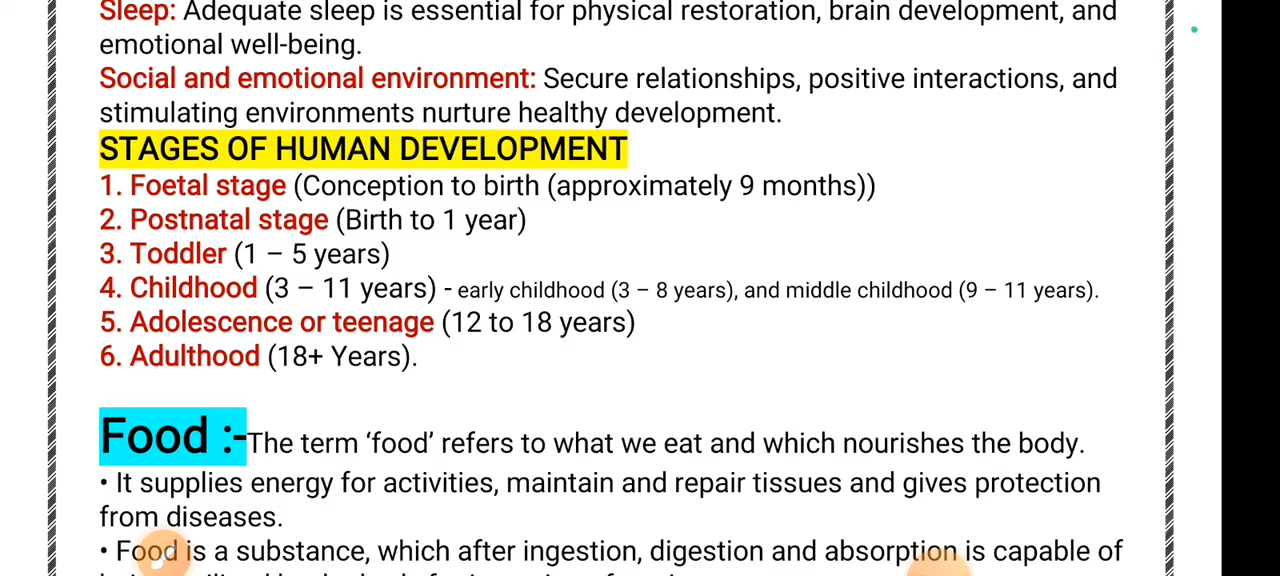 Sleep: Adequate sleep is essential for physical restoration, brain development, and
emotional well-being.
Social and emotional environment: Secure relationships, positive interactions, and
stimulating environments nurture healthy development.
STAGES OF HUMAN DEVELOPMENT
1. Foetal stage (Conception to birth (approximately 9 months))
2. Postnatal stage (Birth to 1 year)
3. Toddler (1 – 5 years)
4. Childhood (3 – 11 years) - early childhood (3 – 8 years), and middle childhood (9 – 11 years).
5. Adolescence or teenage (12 to 18 years)
6. Adulthood (18+ Years).
Food :-The term ‘food’ refers to what we eat and which nourishes the body.
• It supplies energy for activities, maintain and repair tissues and gives protection
from diseases.
• Food is a substance, which after ingestion, digestion and absorption is capable of